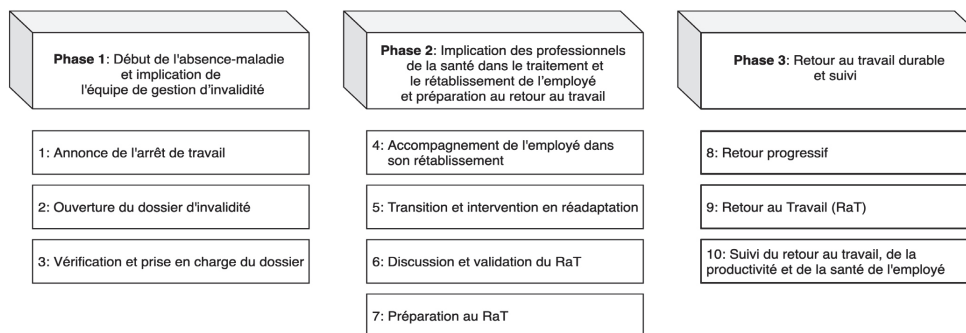 Phase 1: Début de l'absence-maladie
et implication de
l'équipe de gestion d'invalidité
1: Annonce de l'arrêt de travail
2: Ouverture du dossier d'invalidité
3: Vérification et prise en charge du dossier
Phase 2: Implication des professionnels
de la santé dans le traitement et
le rétablissement de l'employé
et préparation au retour au travail
4: Accompagnement de l'employé dans
son rétablissement
5: Transition et intervention en réadaptation
6: Discussion et validation du RaT
7: Préparation au RaT
Phase 3: Retour au travail durable
et suivi
8: Retour progressif
9: Retour au Travail (RaT)
10: Suivi du retour au travail, de la
productivité et de la santé de l'employé